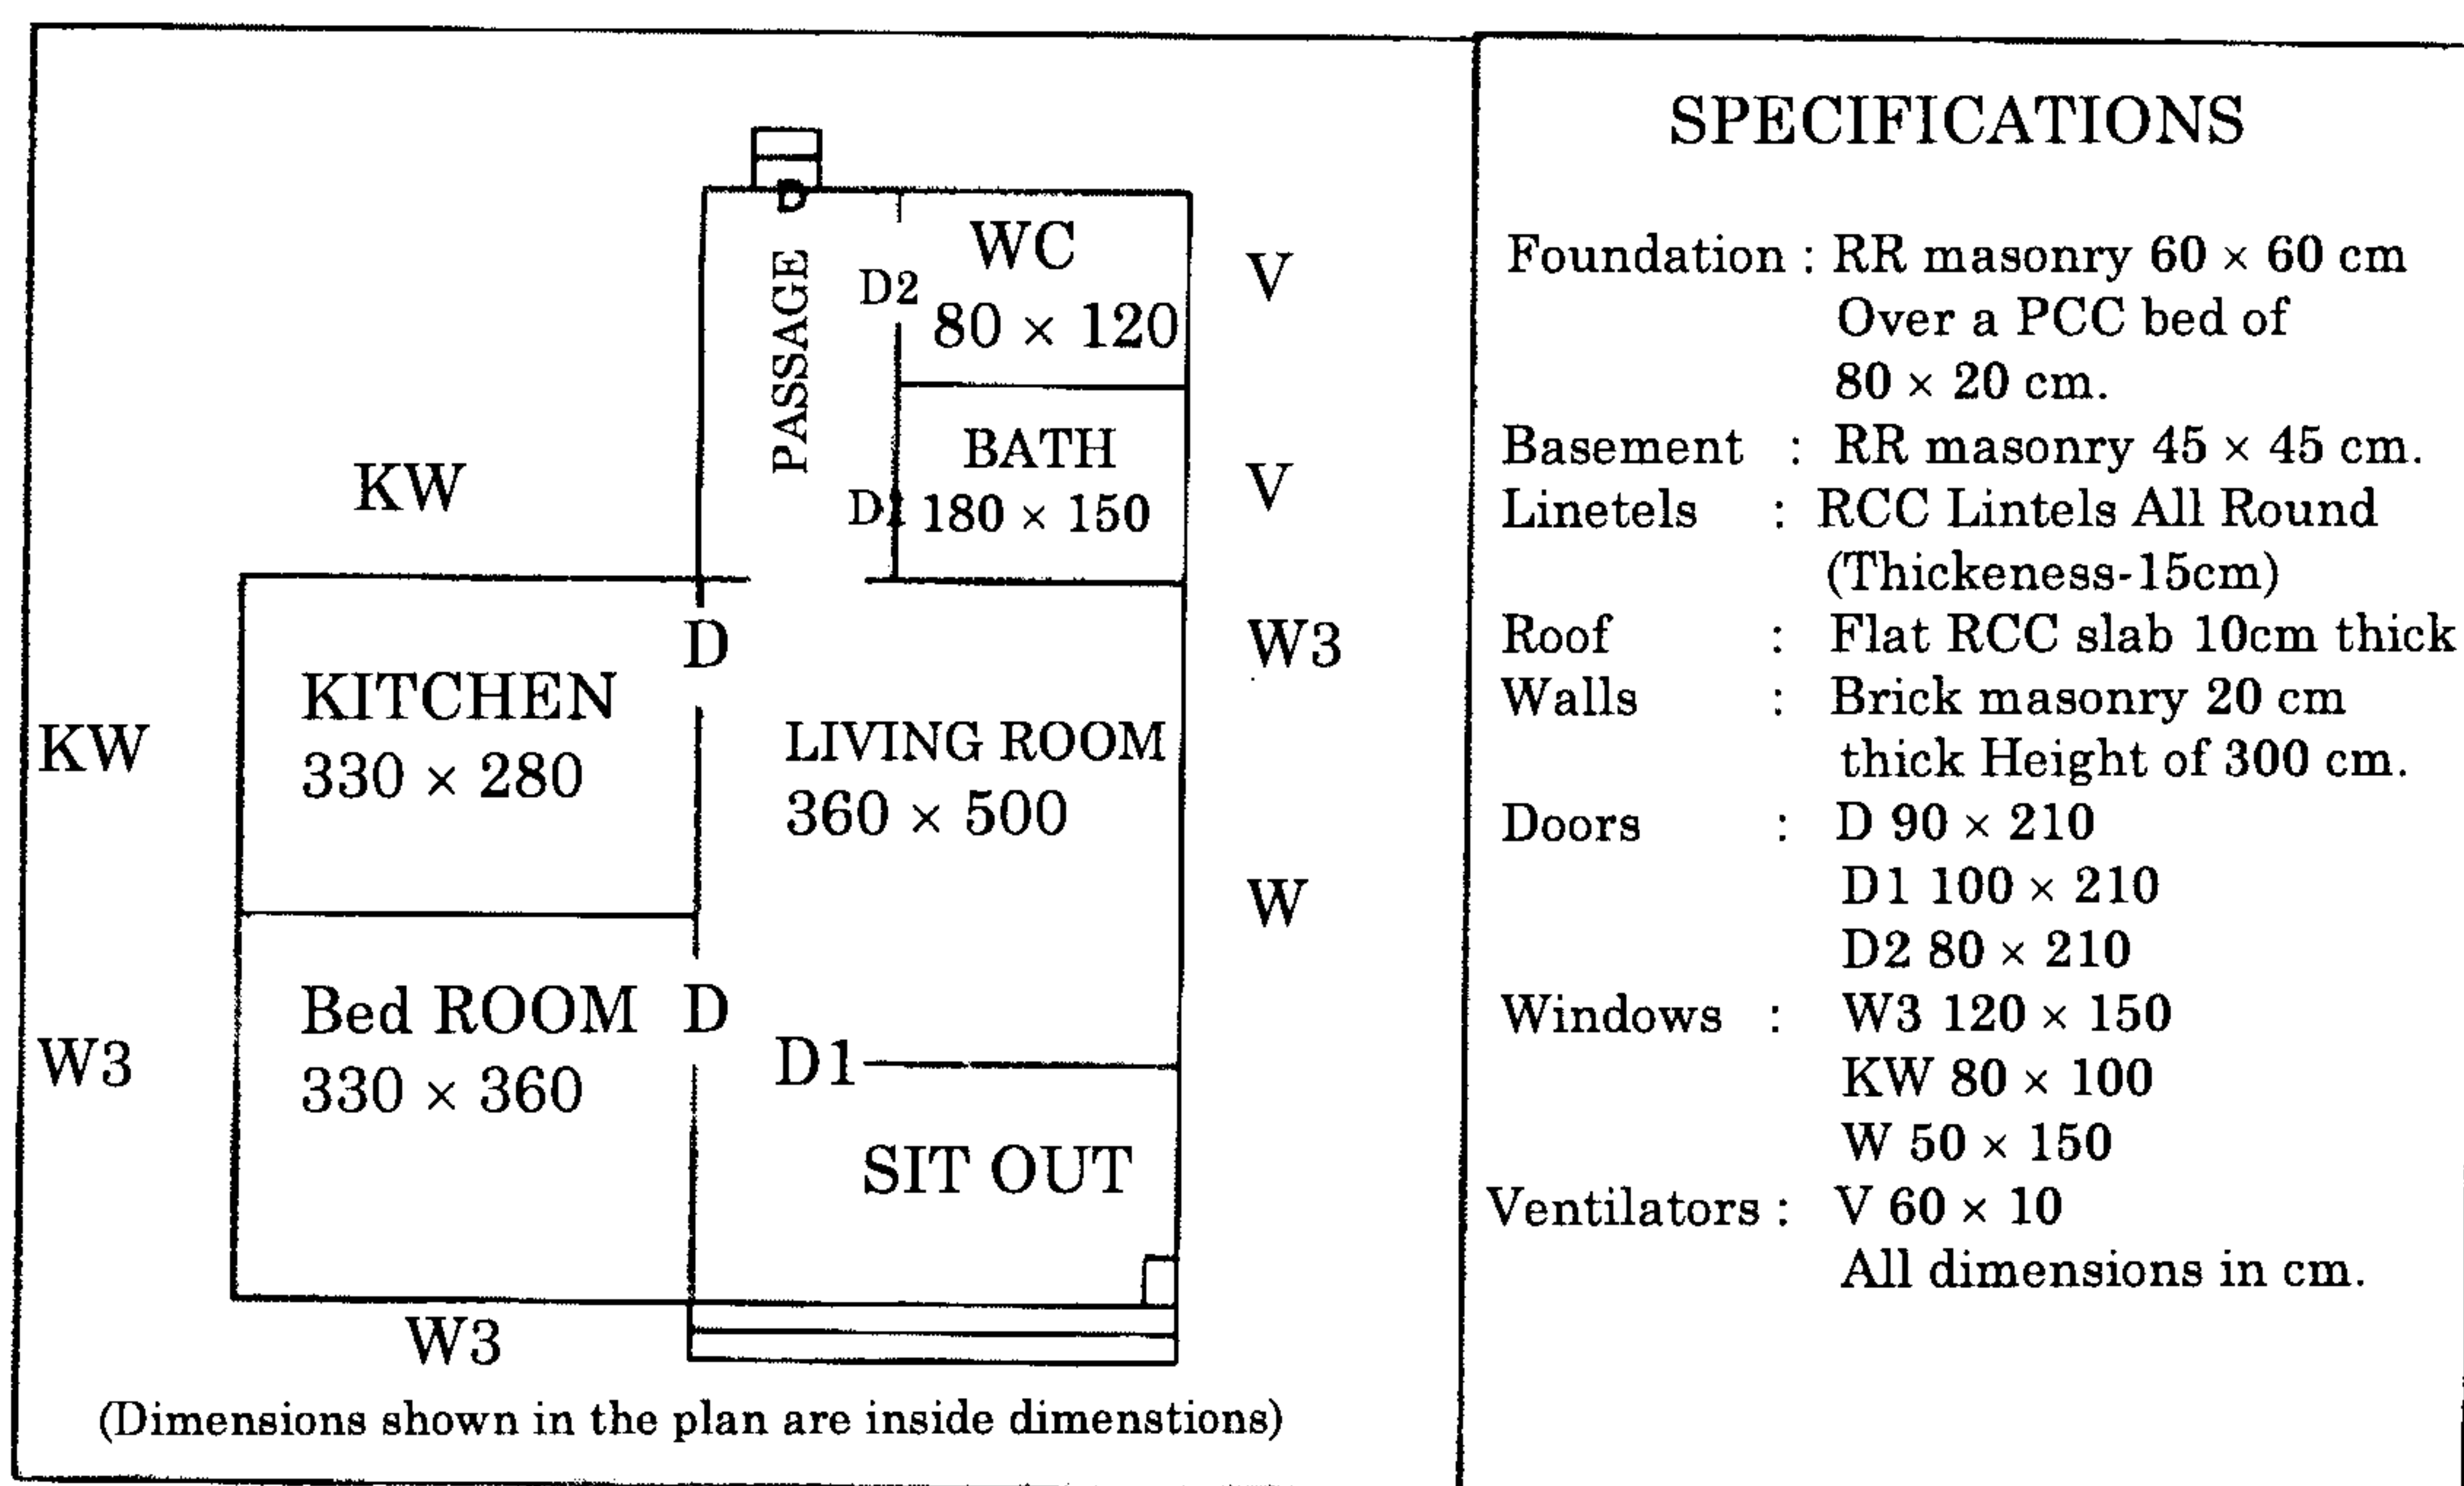 D
WC
80 × 120
D2
V
PASSAGE
BATH
180 × 150
V
KW
D
W3
KITCHEN
330 × 280
KW
LIVING ROOM
360 × 500
W
Bed ROOM
330 × 360
D
D1
W3
SIT OUT
W3
(Dimensions shown in the plan are inside dimenstions)
SPECIFICATIONS
Foundation : RR masonry 60 × 60 cm
Over a PCC bed of
80 × 20 cm.
Basement : RR masonry 45 × 45 cm.
Linetels : RCC Lintels All Round
(Thickeness-15cm)
Roof : Flat RCC slab 10cm thick
Walls : Brick masonry 20 cm
thick Height of 300 cm.
Doors : D 90 × 210
D1 100 × 210
D2 80 × 210
Windows : W3 120 × 150
KW 80 × 100
W 50 × 150
Ventilators : V 60 × 10
All dimensions in cm.